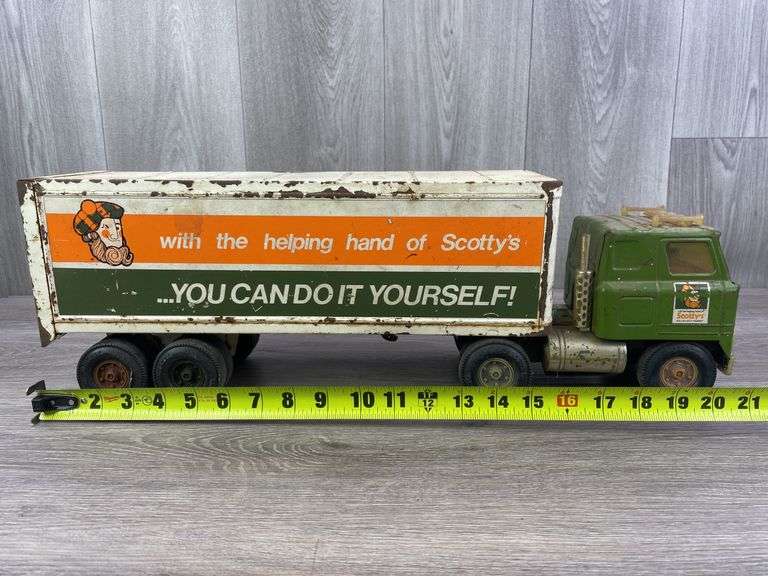 with the helping hand of Scotty's
...YOU CAN DO IT YOURSELF!
Scotty's
2 3 4 5 6 7 8 9 10 11 1F 12 13 14 15 16 17 18 19 20 21